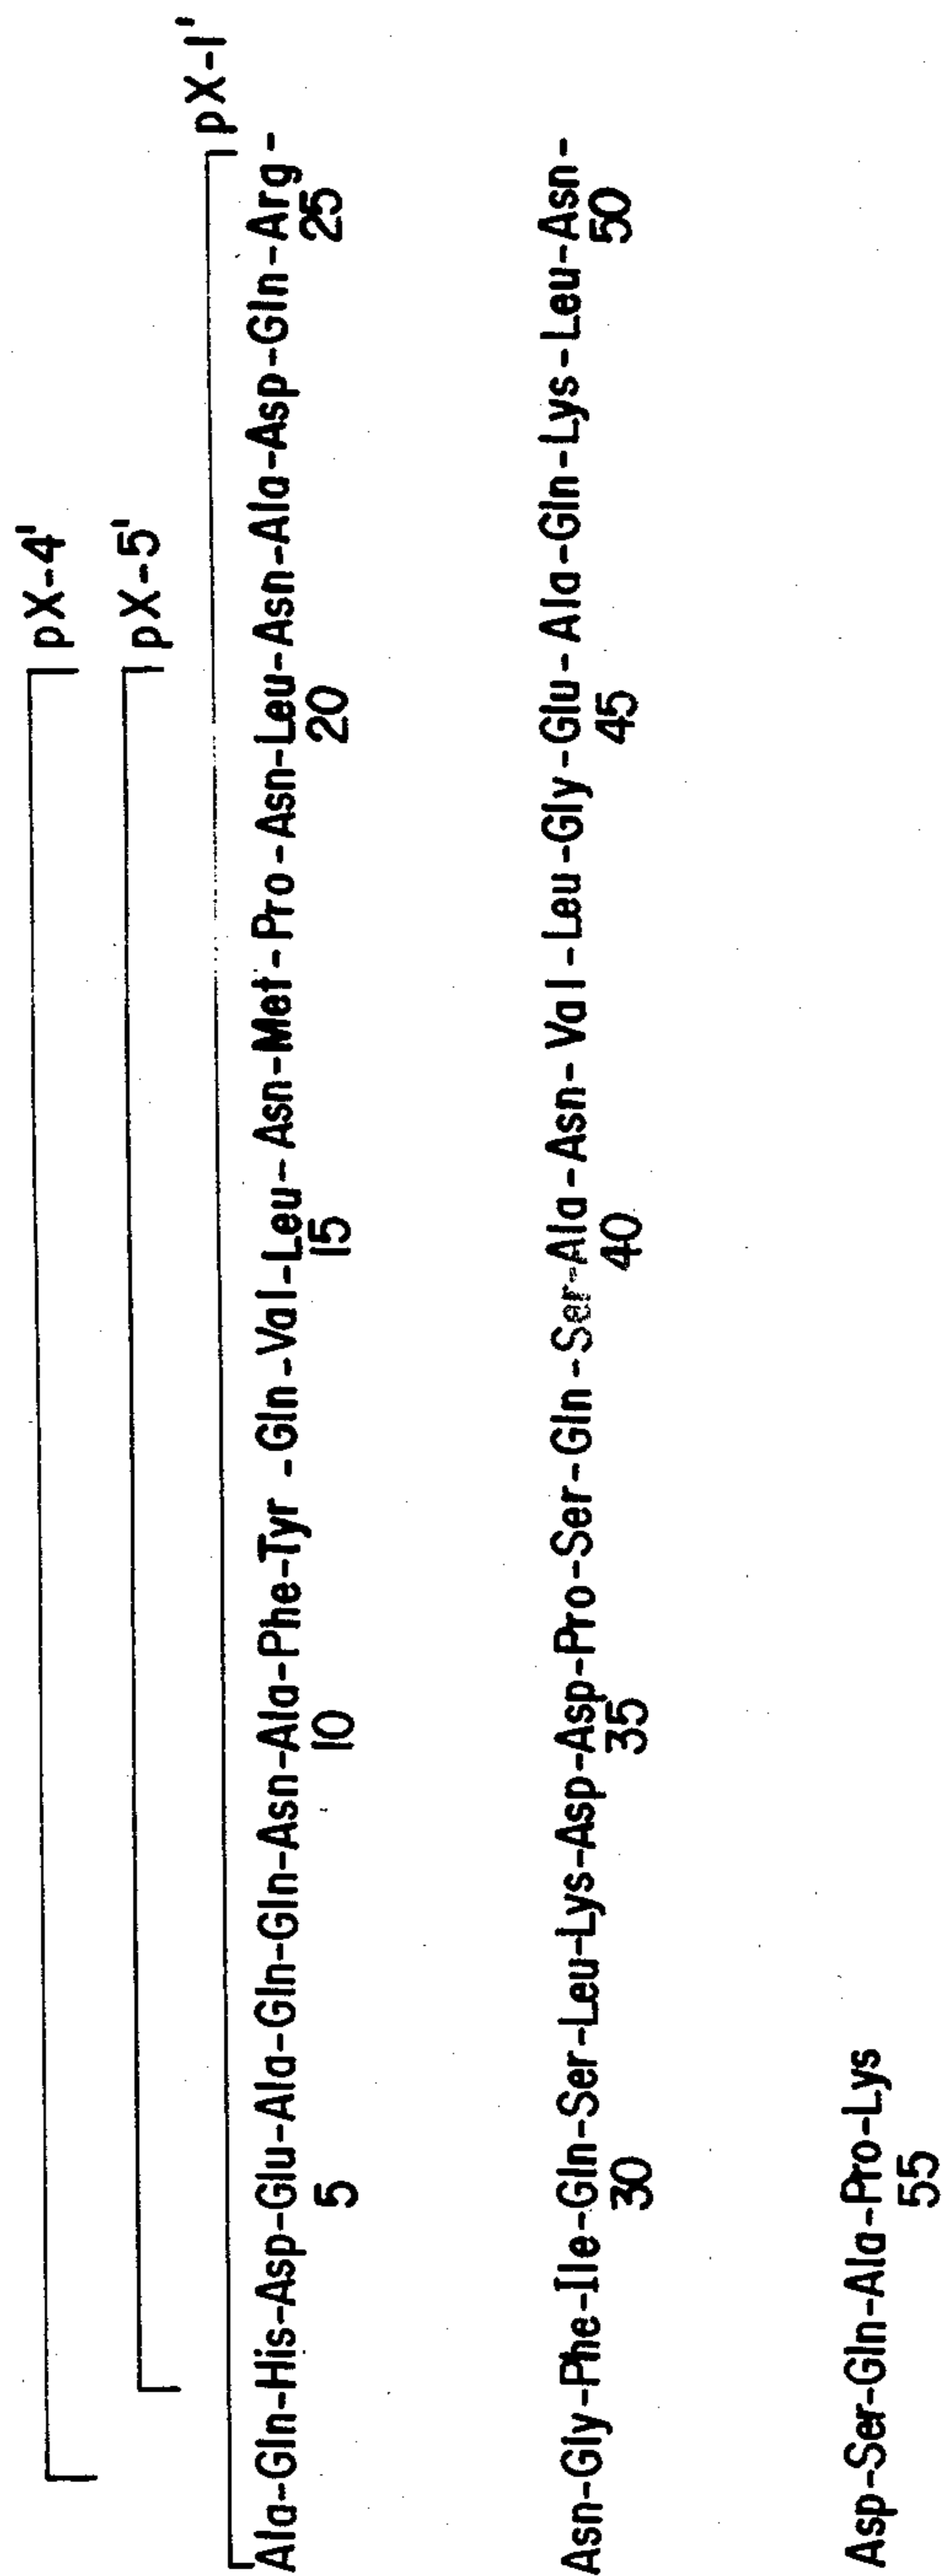 pX-4'
pX-5'
pX-1'
Ala-Gln-His-Asp-Glu-Ala-Gln-Gln-Asn-Ala-Phe-Tyr-Gln-Val-Leu-Asn-Met-Pro-Asn-Leu-Asn-Ala-Asp-Gln-Arg-
5 10 15 20 25
Asn-Gly-Phe-Ile-Gln-Ser-Leu-Lys-Asp-Asp-Pro-Ser-Gln-Ser-Ala-Asn-Val-Leu-Gly-Glu-Ala-Gln-Lys-Leu-Asn-
30 35 40 45 50
Asp-Ser-Gln-Ala-Pro-Lys
55